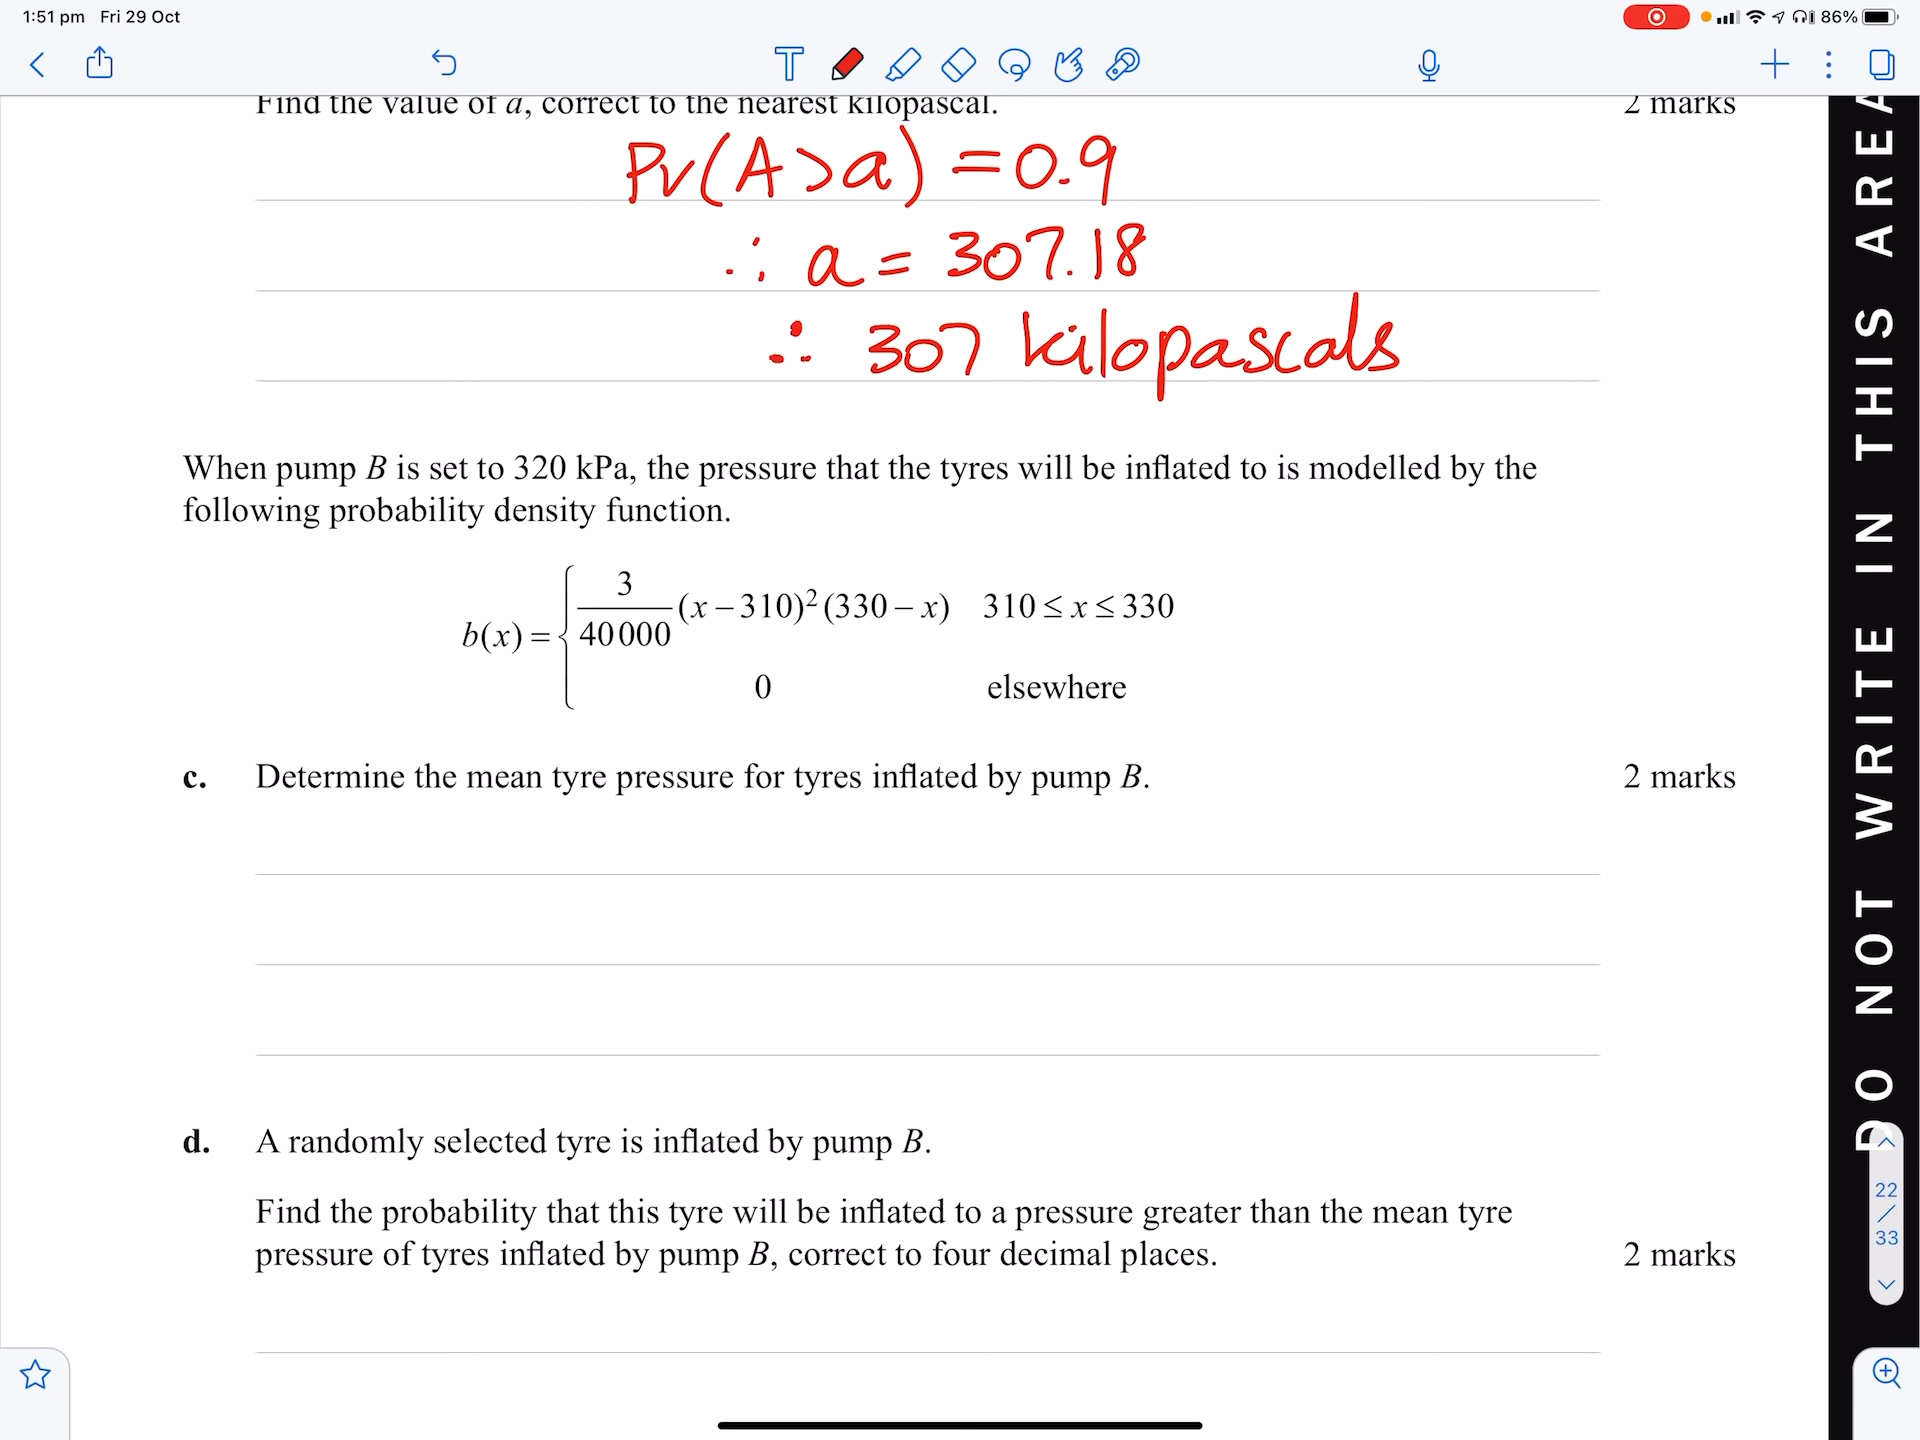 1:51 pm Fri 29 Oct
86%
Find the value of a, correct to the nearest kilopascal. 2 marks
Pr(A>a) = 0.9
∴ a = 307.18
∴ 307 kilopascals
When pump B is set to 320 kPa, the pressure that the tyres will be inflated to is modelled by the
following probability density function.
b(x) = { 3/40 000 (x – 310)² (330 – x) 310 ≤ x ≤ 330
0 elsewhere
c. Determine the mean tyre pressure for tyres inflated by pump B. 2 marks
d. A randomly selected tyre is inflated by pump B.
Find the probability that this tyre will be inflated to a pressure greater than the mean tyre
pressure of tyres inflated by pump B, correct to four decimal places. 2 marks
DO NOT WRITE IN THIS AREA
22
/
33